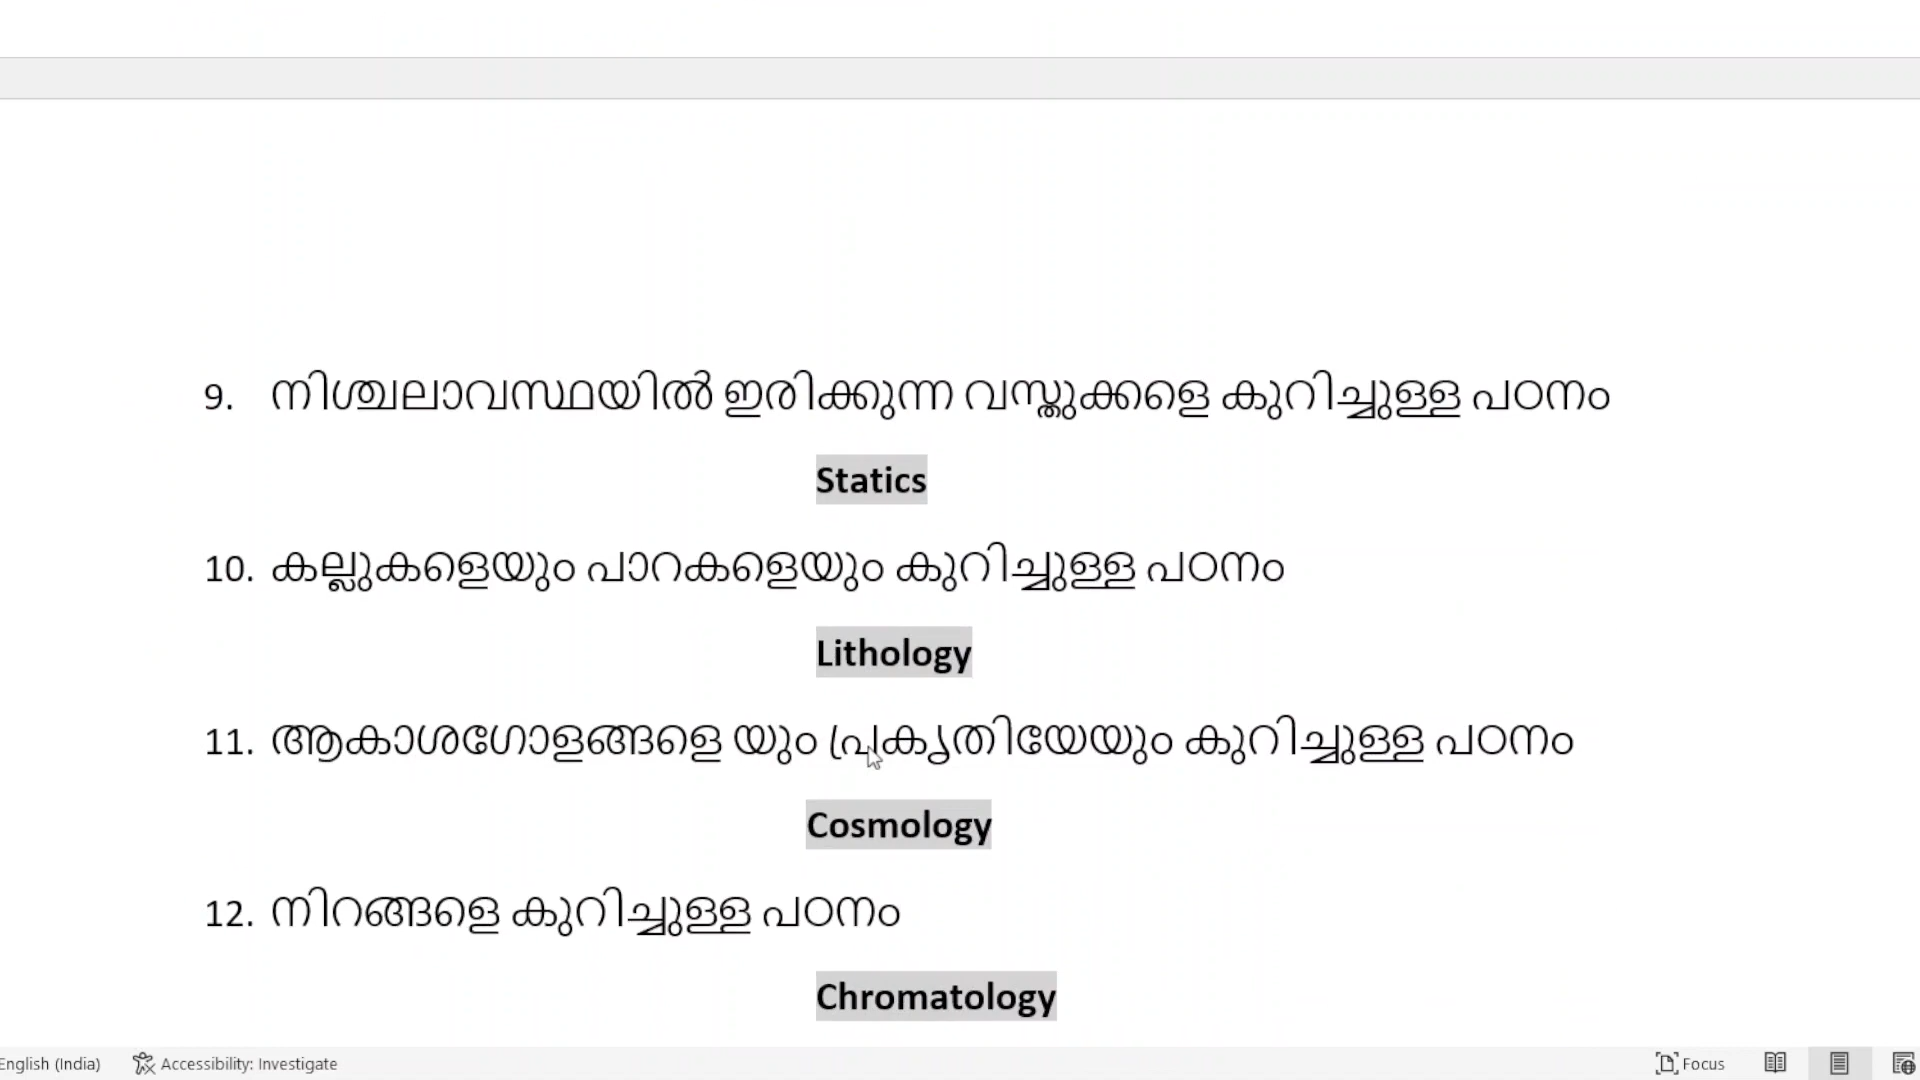 9. നിശ്ചലാവസ്ഥയിൽ ഇരിക്കുന്ന വസ്തുക്കളെ കുറിച്ചുള്ള പഠനം
Statics
10. കല്ലുകളെയും പാറകളെയും കുറിച്ചുള്ള പഠനം
Lithology
11. ആകാശഗോളങ്ങളെ യും പ്രകൃതിയേയും കുറിച്ചുള്ള പഠനം
Cosmology
12. നിറങ്ങളെ കുറിച്ചുള്ള പഠനം
Chromatology
English (India) Accessibility: Investigate Focus